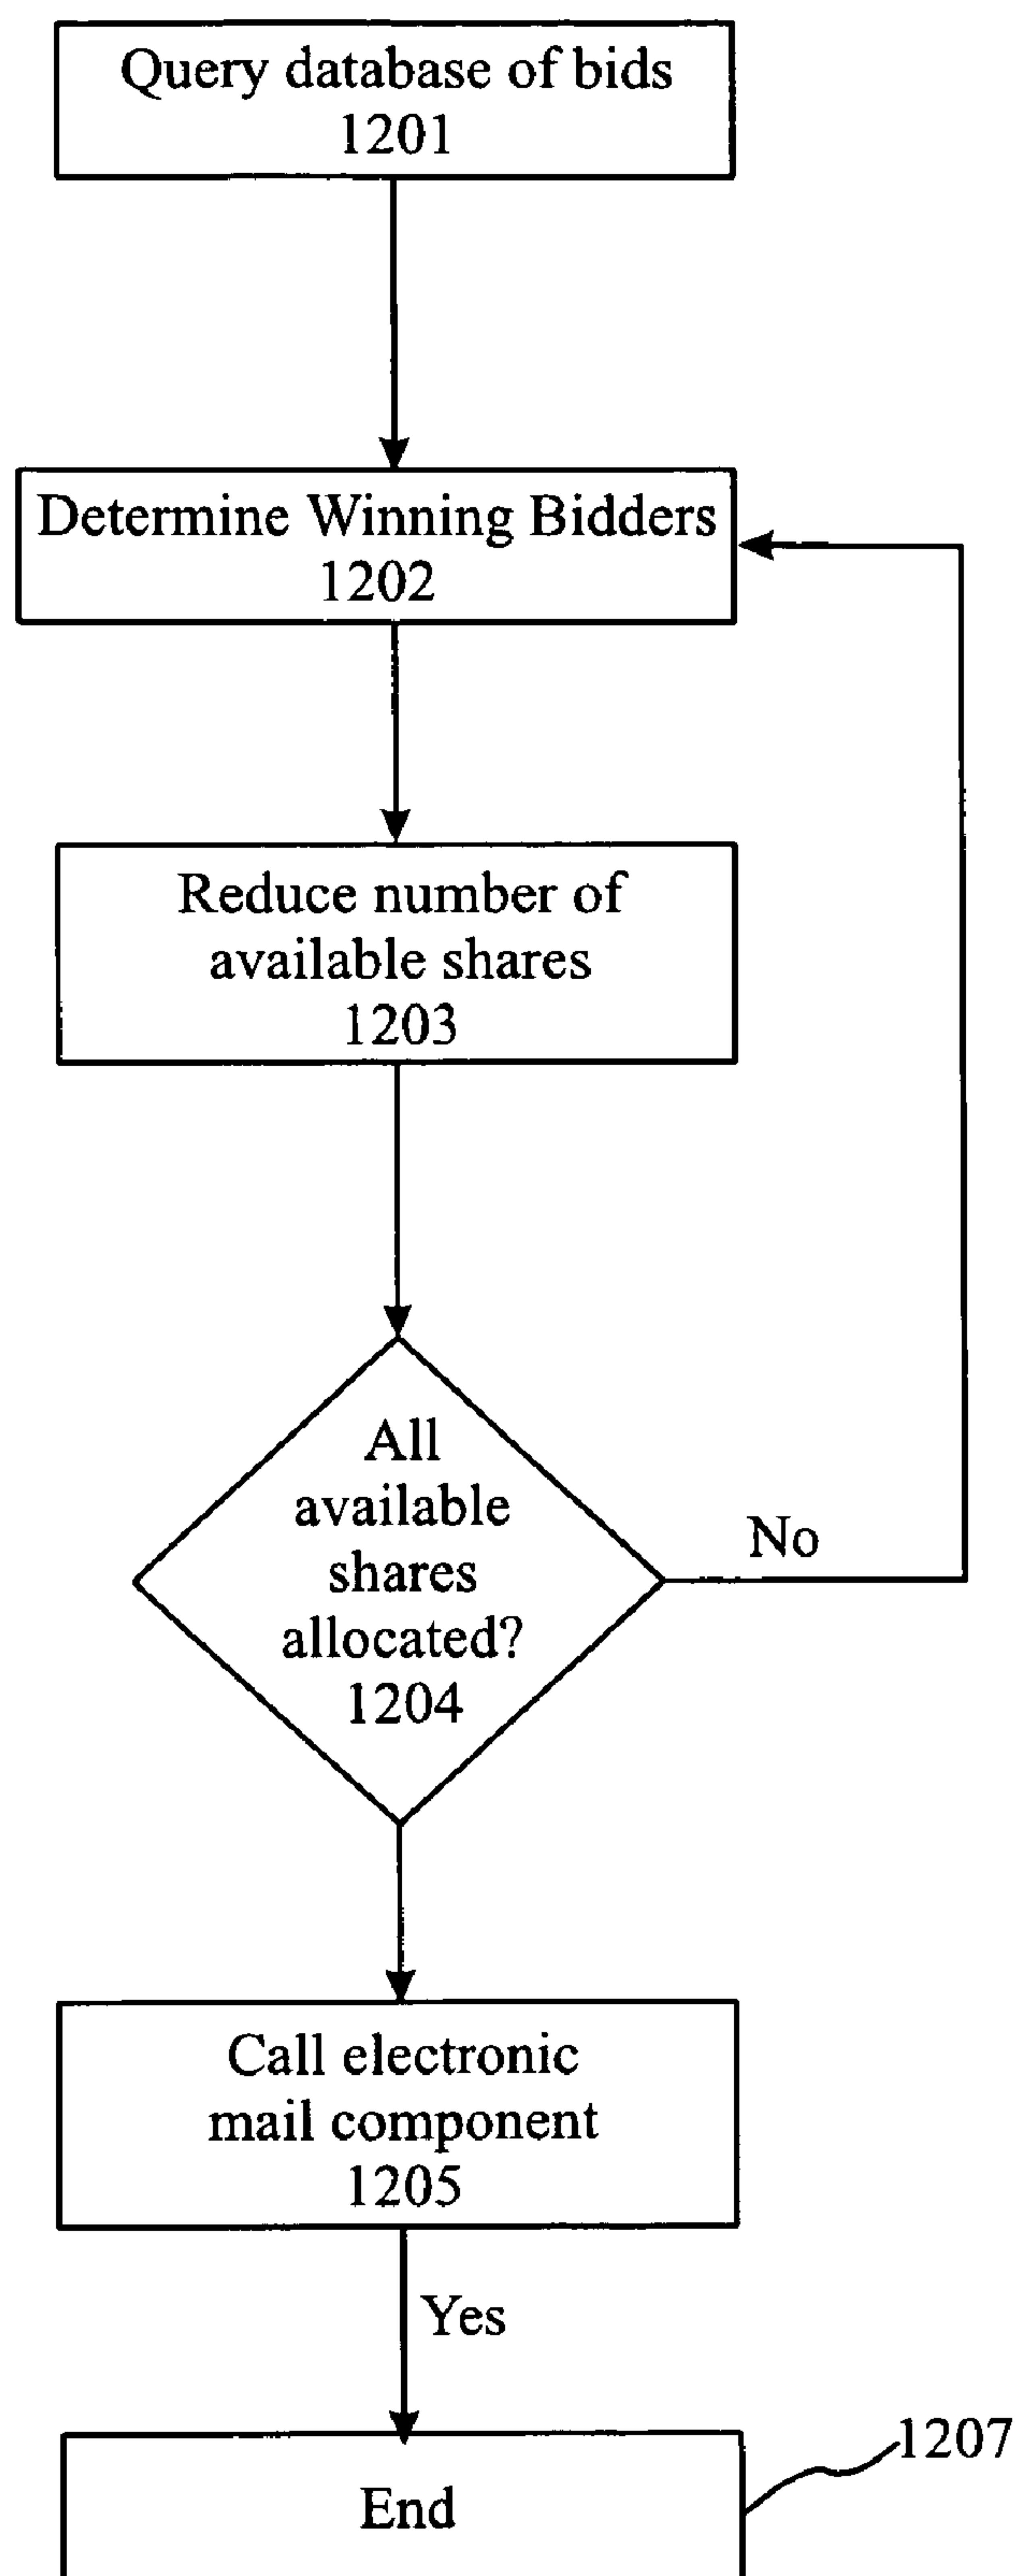 Query database of bids
1201
Determine Winning Bidders
1202
Reduce number of
available shares
1203
All
available
shares
allocated?
1204
No
Call electronic
mail component
1205
Yes
1207
End